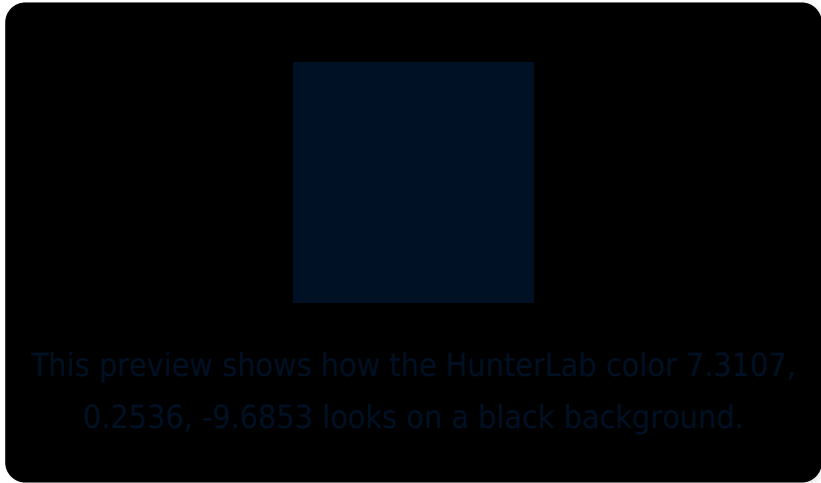 This preview shows how the HunterLab color 7.3107,
0.2536, -9.6853 looks on a black background.